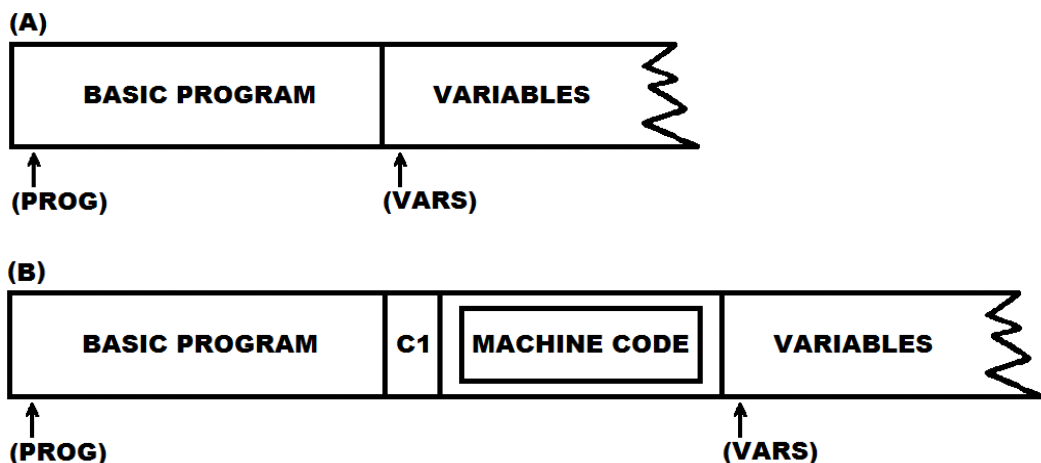 (A)
BASIC PROGRAM VARIABLES
(PROG) (VARS)
(B)
BASIC PROGRAM C1 MACHINE CODE VARIABLES
(PROG) (VARS)